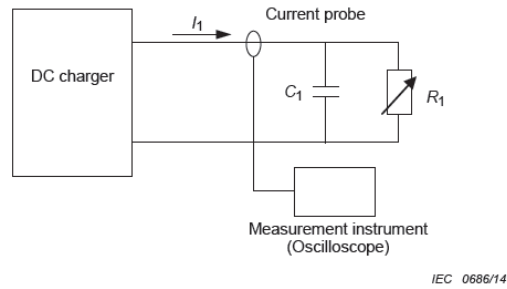 Current probe
I1
DC charger
C1
R1
Measurement instrument
(Oscilloscope)
IEC 0686/14